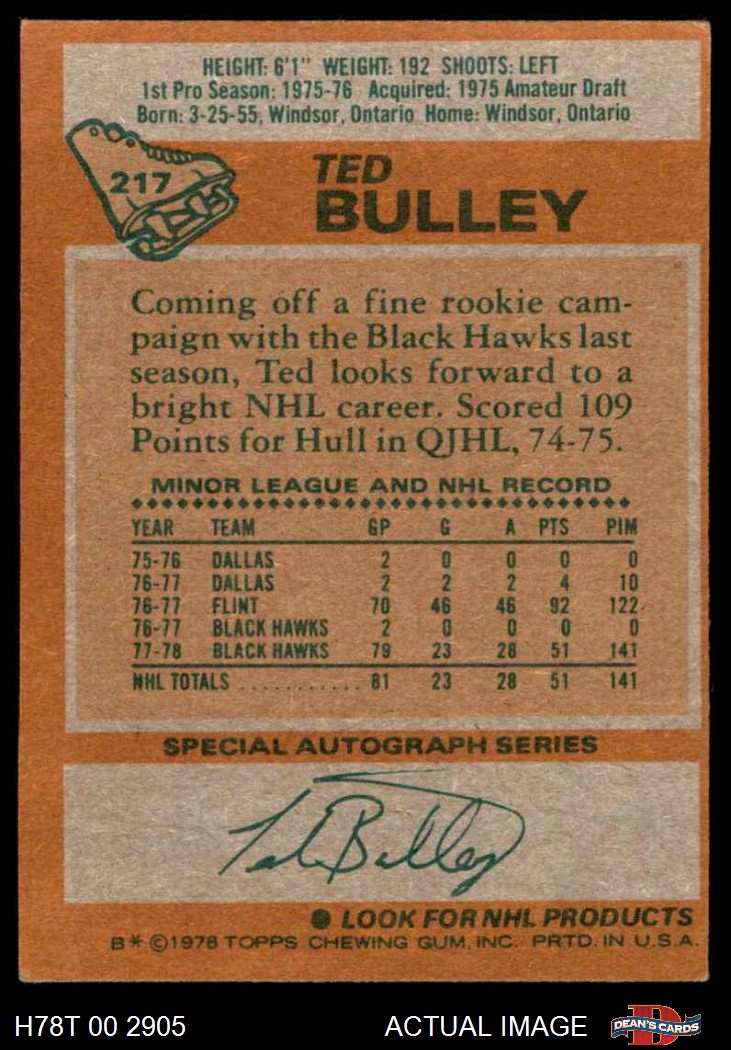 HEIGHT: 6'1" WEIGHT: 192 SHOOTS: LEFT
1st Pro Season: 1975-76 Acquired: 1975 Amateur Draft
Born: 3-25-55, Windsor, Ontario Home: Windsor, Ontario
217
TED
BULLEY
Coming off a fine rookie cam-
paign with the Black Hawks last
season, Ted looks forward to a
bright NHL career. Scored 109
Points for Hull in QJHL, 74-75.
MINOR LEAGUE AND NHL RECORD
YEAR TEAM GP G A PTS PIM
75-76 DALLAS 2 0 0 0 0
76-77 DALLAS 2 2 2 4 10
76-77 FLINT 70 46 46 92 122
76-77 BLACK HAWKS 2 0 0 0 0
77-78 BLACK HAWKS 79 23 28 51 141
NHL TOTALS ............ 81 23 28 51 141
SPECIAL AUTOGRAPH SERIES
Ted Bulley
● LOOK FOR NHL PRODUCTS
B* ©1978 TOPPS CHEWING GUM, INC. PRTD. IN U.S.A.
H78T 00 2905 ACTUAL IMAGE D DEAN'S CARDS